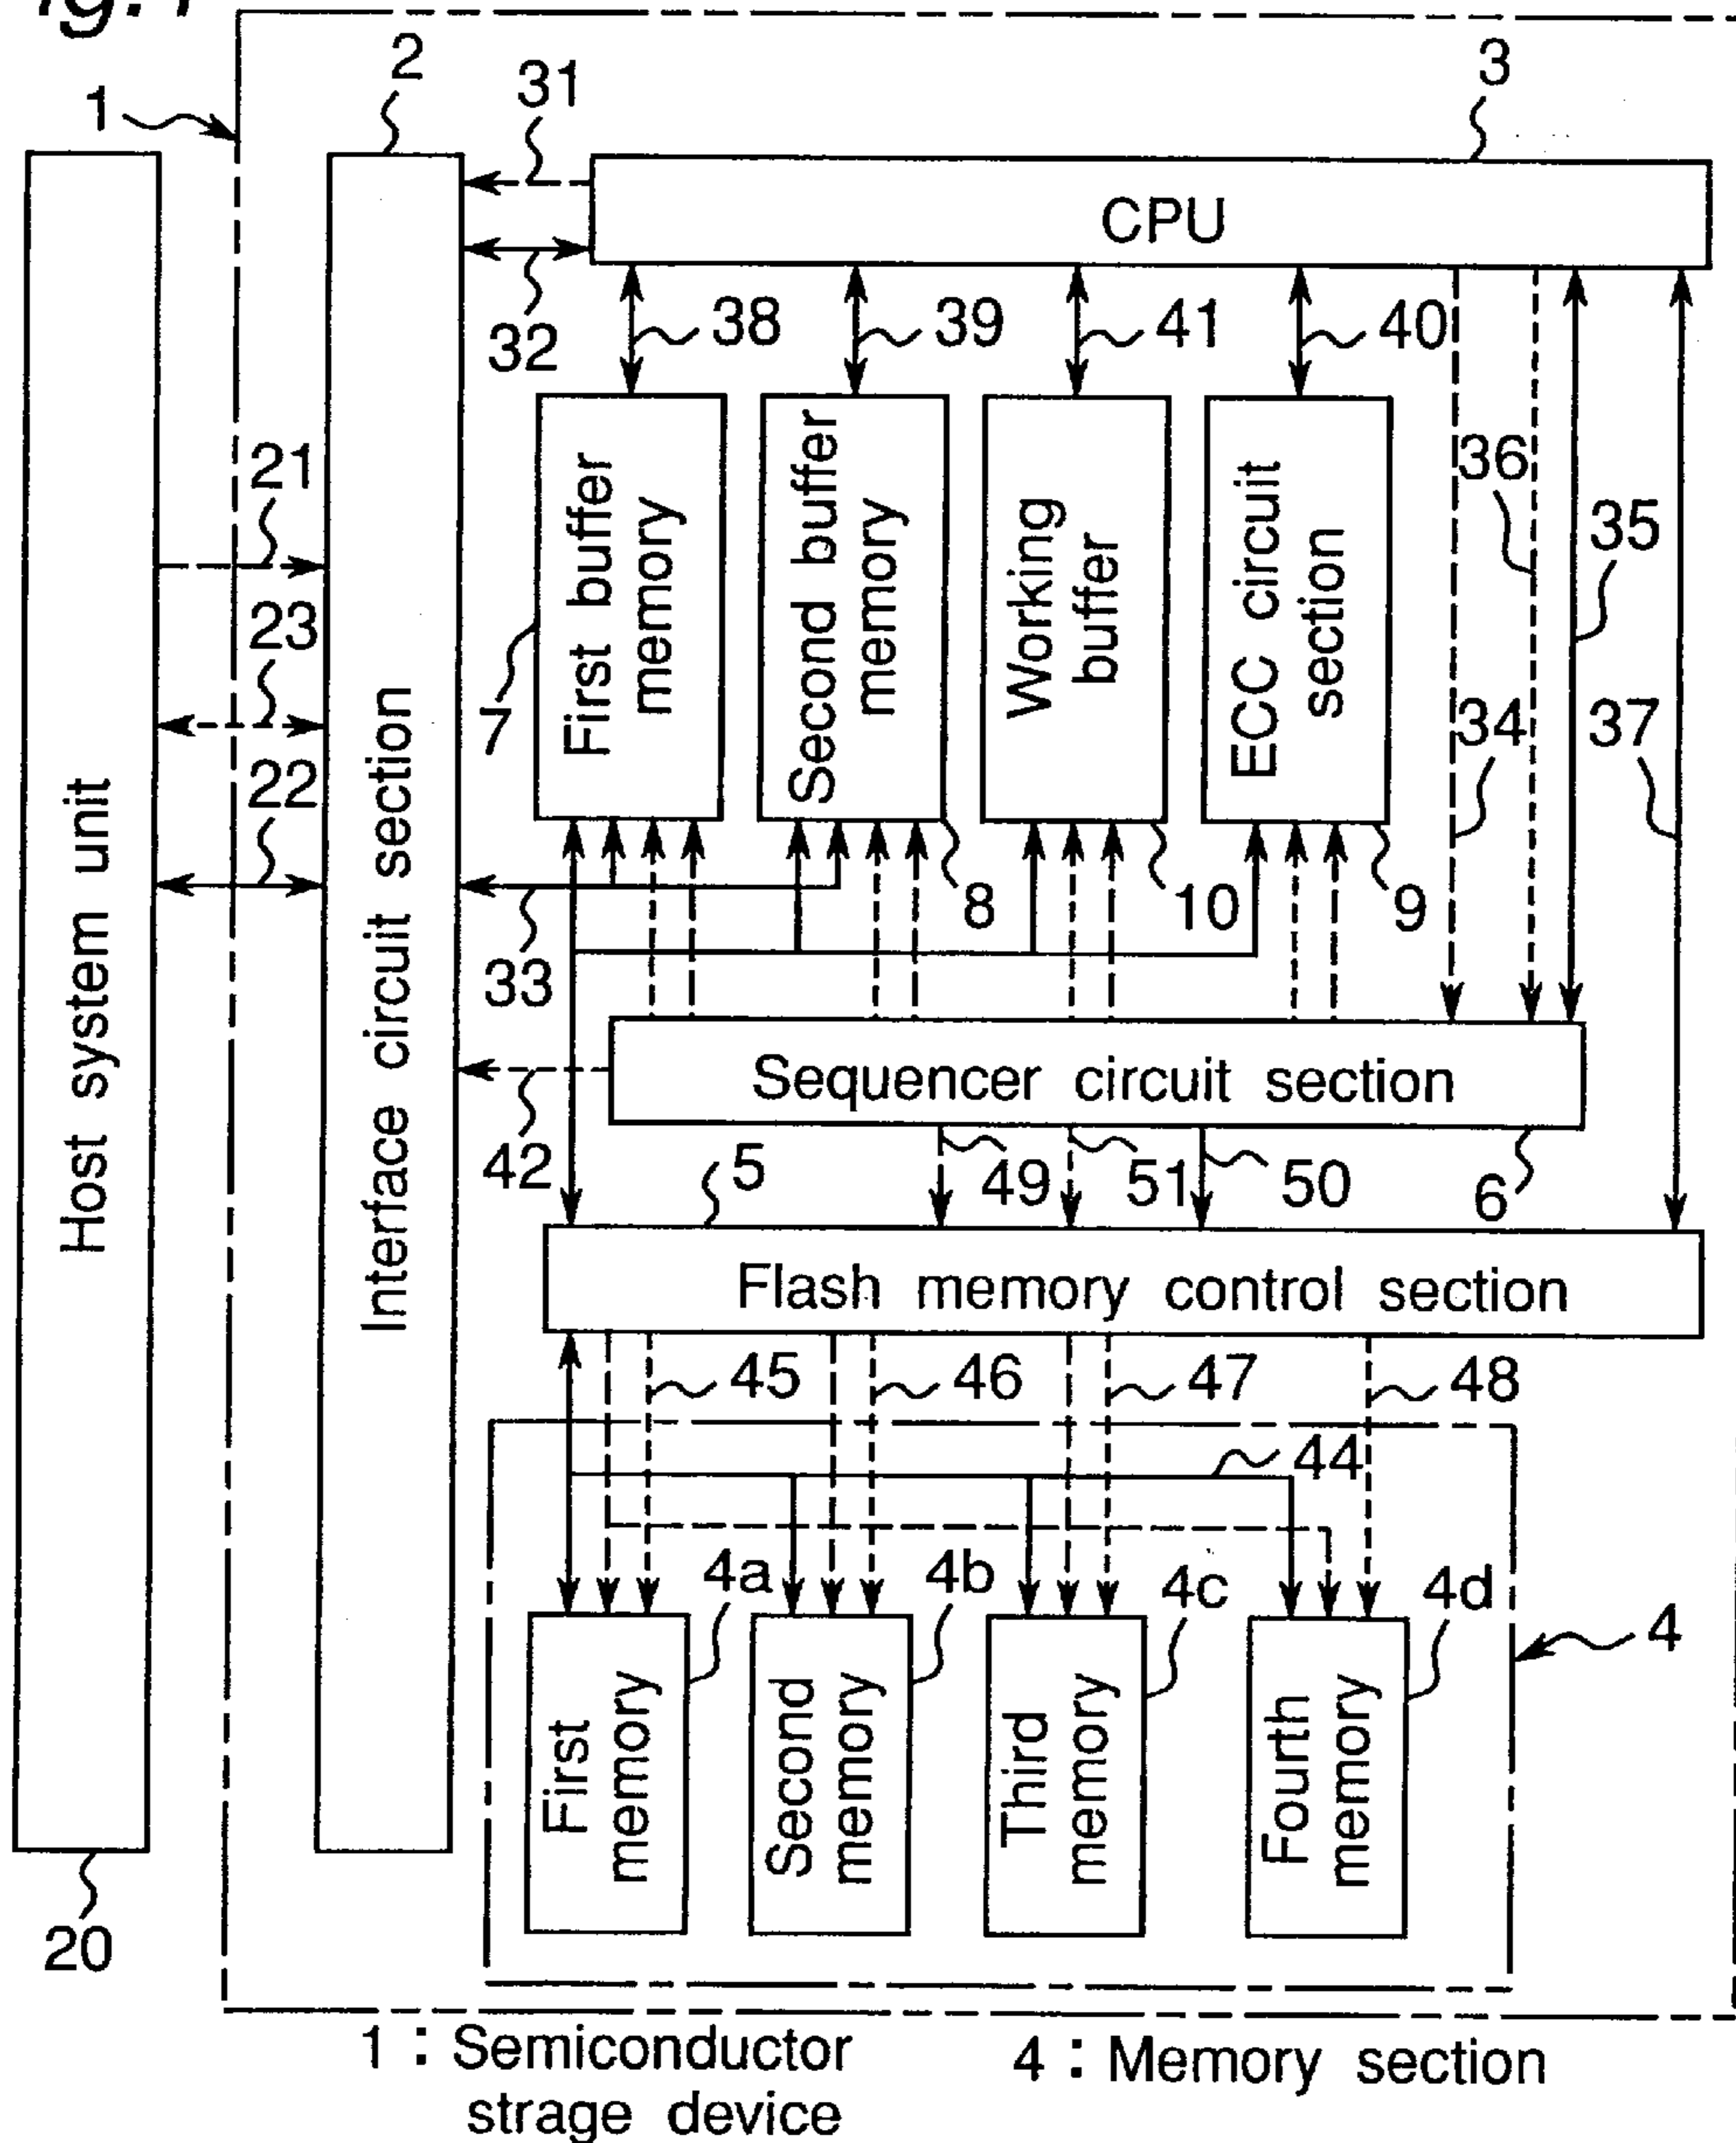 ig. 1
1
2
3
31
CPU
32
38
39
41
40
36
35
21
23
22
34
37
Host system unit
Interface circuit section
First buffer
memory
Second buffer
memory
Working
buffer
ECC circuit
section
7
8
10
9
33
Sequencer circuit section
42
5
49
51
50
6
Flash memory control section
45
46
47
48
44
4a
4b
4c
4d
4
First
memory
Second
memory
Third
memory
Fourth
memory
20
1 : Semiconductor
strage device
4 : Memory section